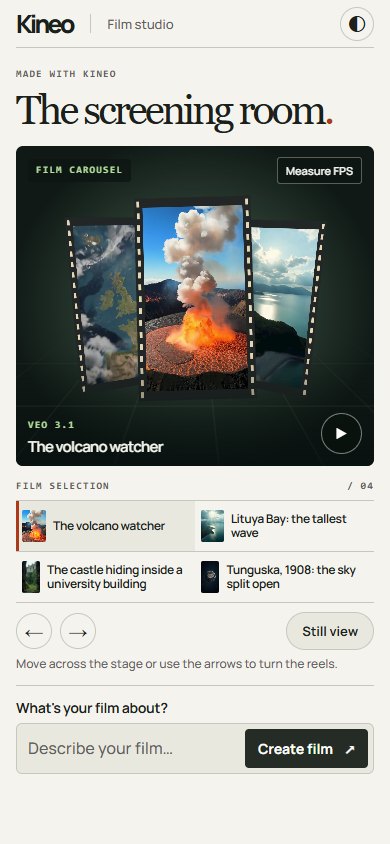 Kineo
Film studio
MADE WITH KINEO
The screening room.
FILM CAROUSEL
Measure FPS
VEO 3.1
The volcano watcher
FILM SELECTION
/ 04
The volcano watcher
Lituya Bay: the tallest
wave
The castle hiding inside a
university building
Tunguska, 1908: the sky
split open
← →
Still view
Move across the stage or use the arrows to turn the reels.
What's your film about?
Describe your film...
Create film ↗